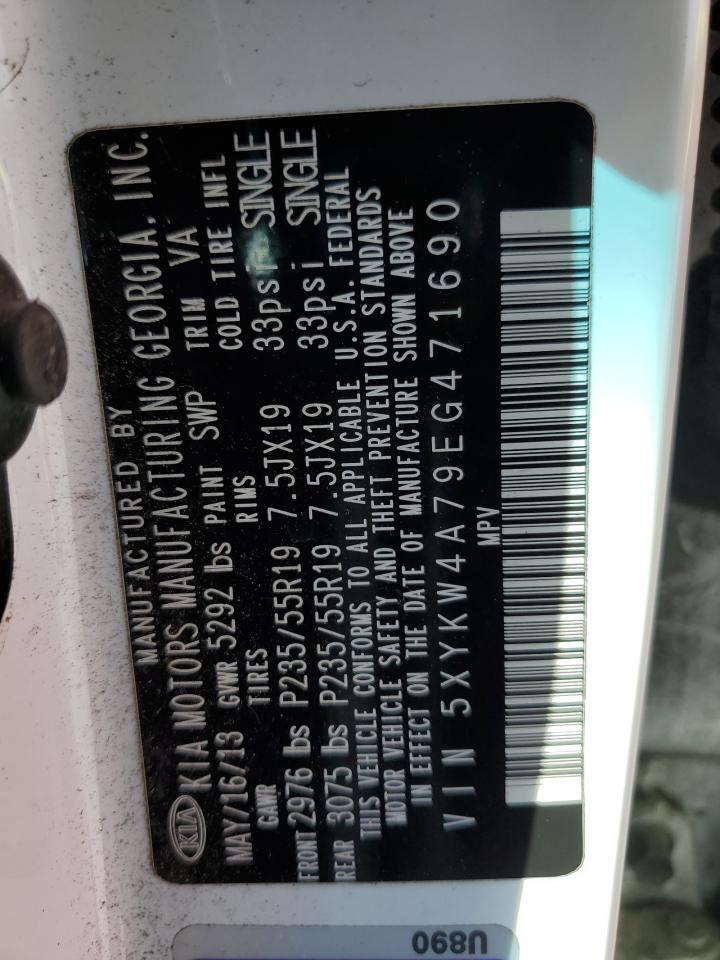 MANUFACTURED BY
KIA KIA MOTORS MANUFACTURING GEORGIA, INC.
MAY/16/13 GVWR 5292 lbs PAINT SWP TRIM VA
GAWR TIRES RIMS COLD TIRE INFL
FRONT 2976 lbs P235/55R19 7.5JX19 33psi SINGLE
REAR 3075 lbs P235/55R19 7.5JX19 33psi SINGLE
THIS VEHICLE CONFORMS TO ALL APPLICABLE U.S.A. FEDERAL
MOTOR VEHICLE SAFETY AND THEFT PREVENTION STANDARDS
IN EFFECT ON THE DATE OF MANUFACTURE SHOWN ABOVE
VIN 5XYKW4A79EG471690
MPV
U890